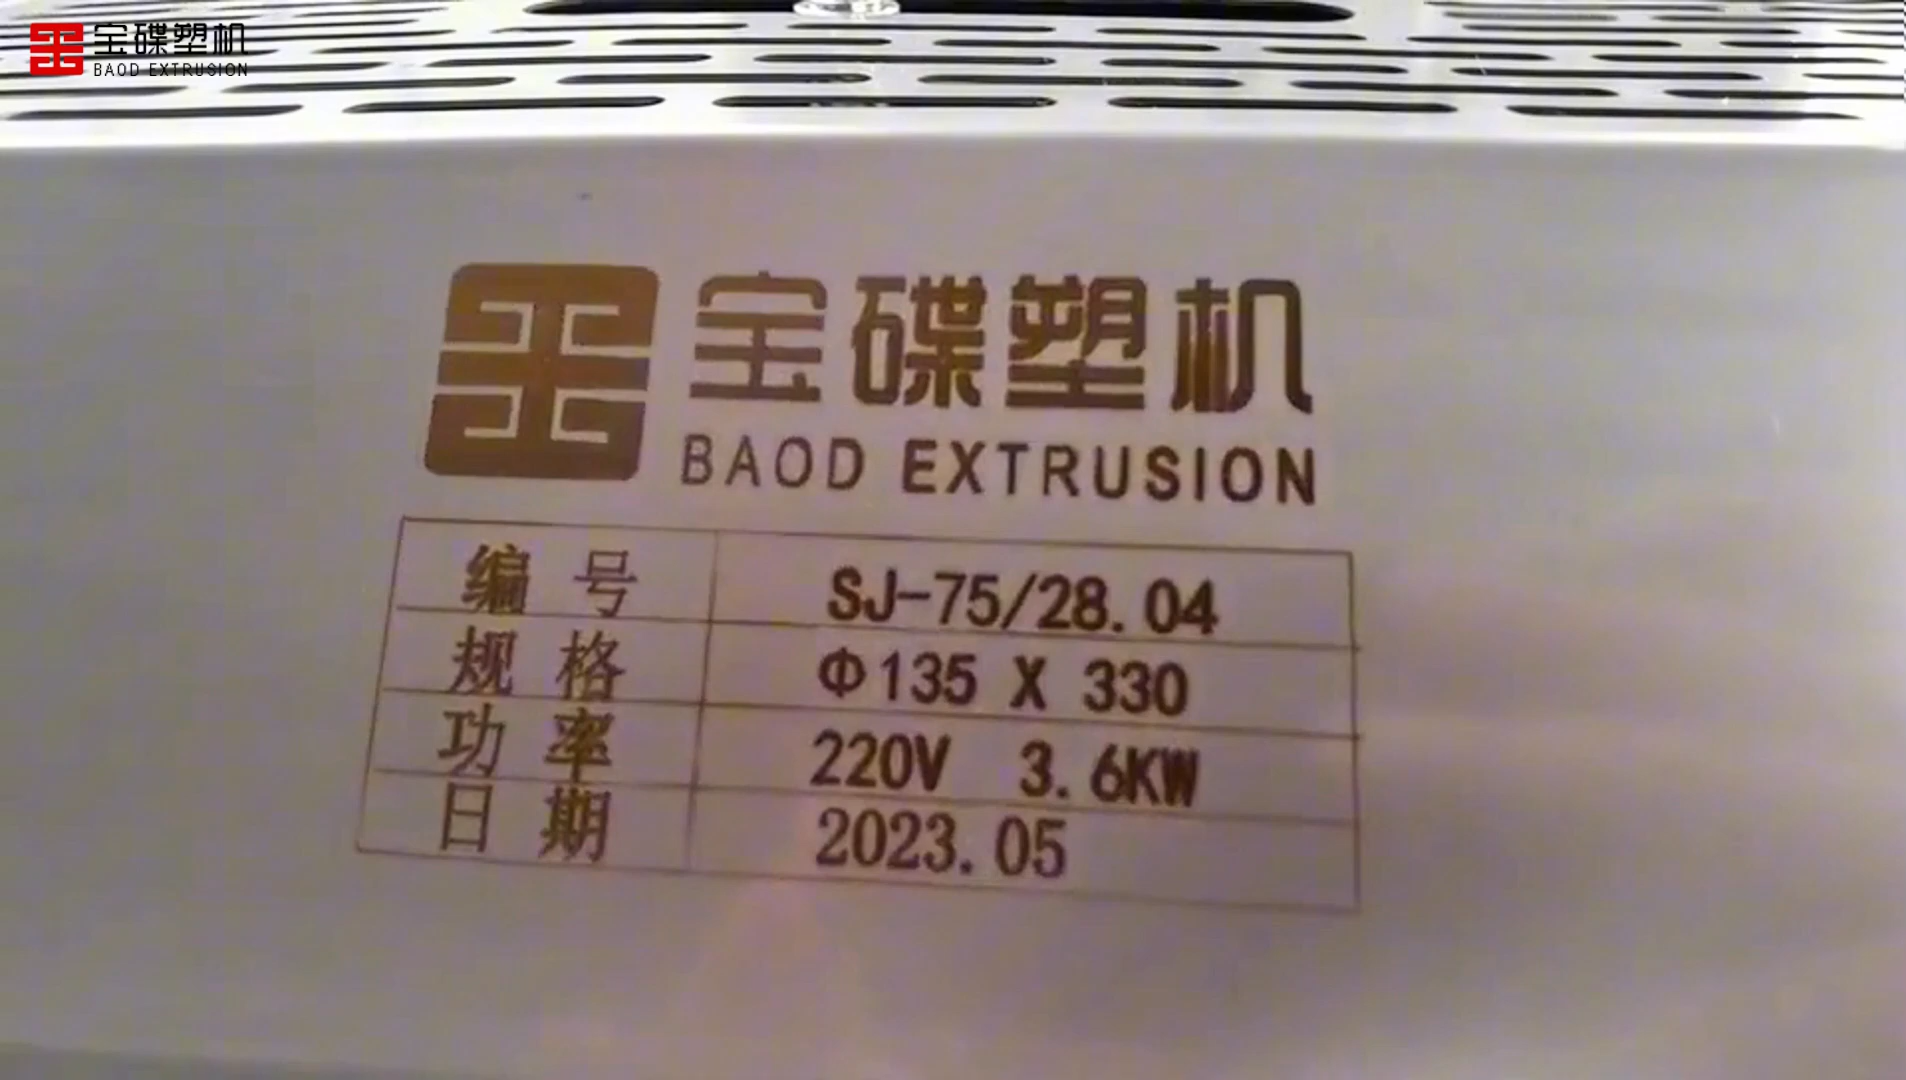 宝碟塑机
BAOD EXTRUSION
宝碟塑机
BAOD EXTRUSION
编号 SJ-75/28.04
规格 Φ135 X 330
功率 220V 3.6KW
日期 2023.05